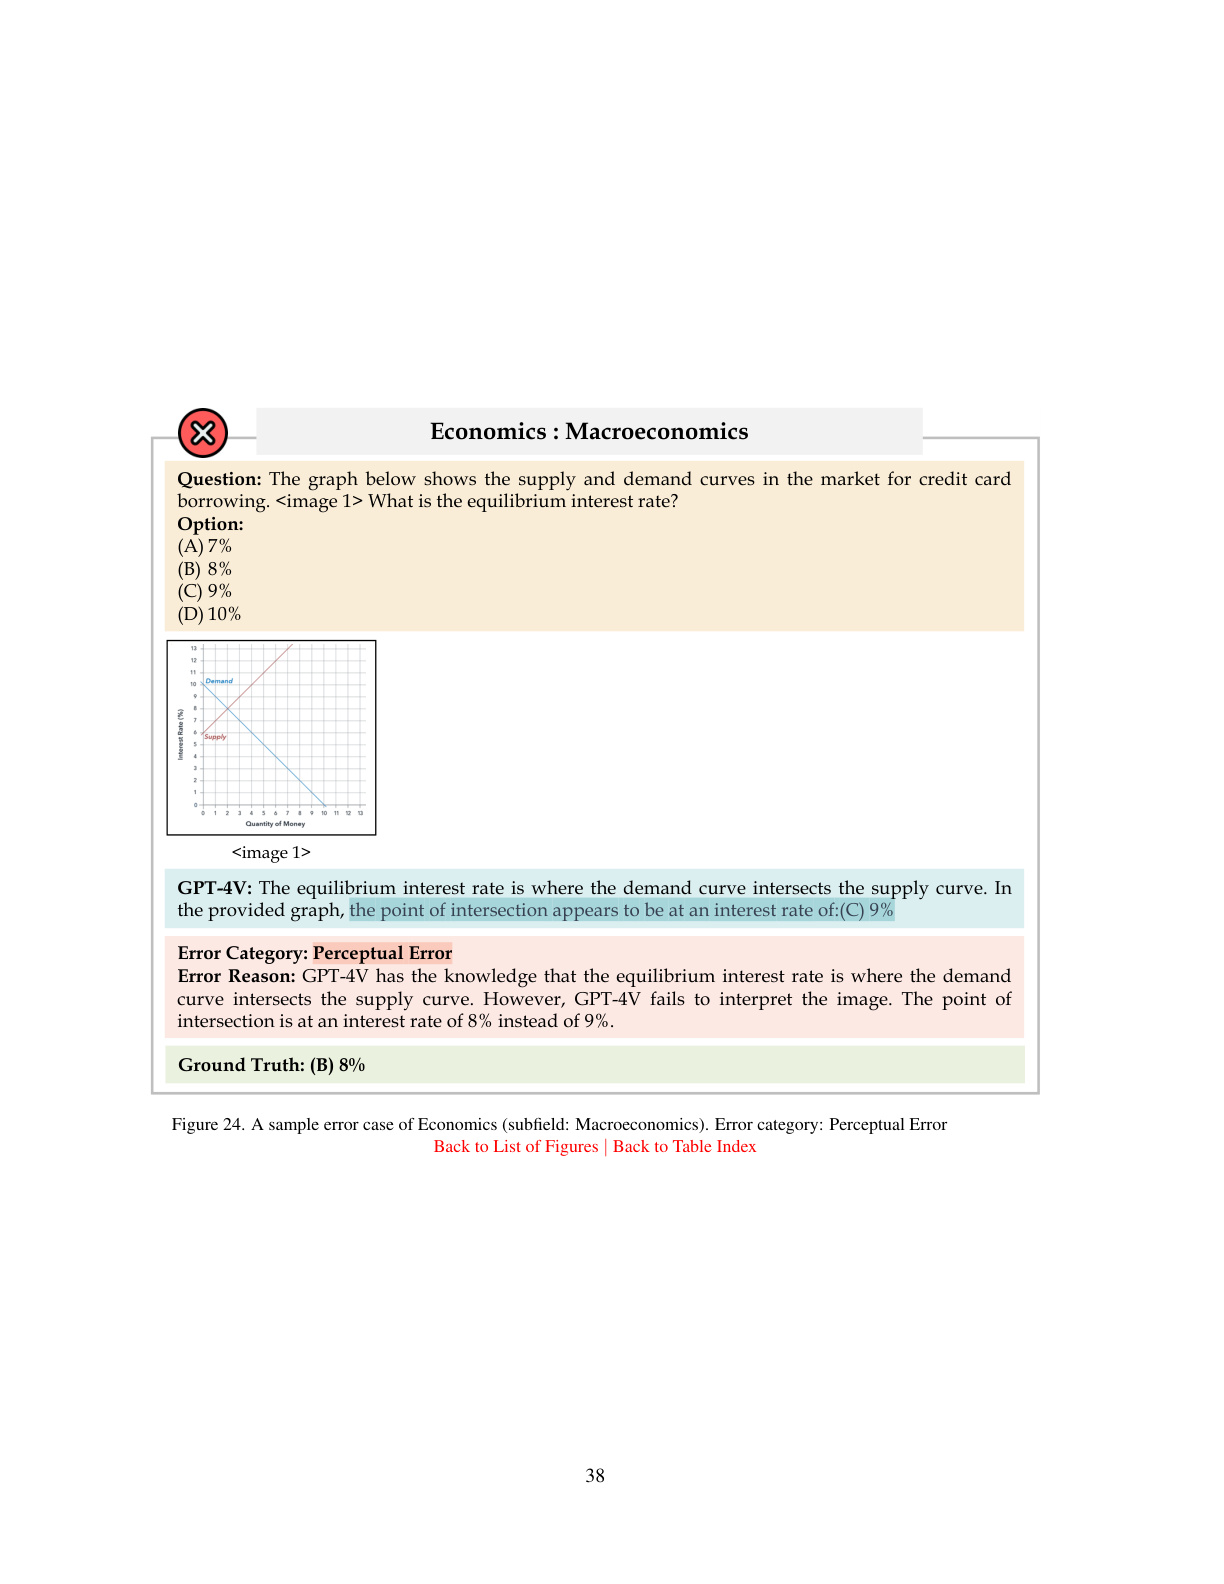 Economics : Macroeconomics
Question: The graph below shows the supply and demand curves in the market for credit card
borrowing. <image 1> What is the equilibrium interest rate?
Option:
(A) 7%
(B) 8%
(C) 9%
(D) 10%
13
12
11
10
9
8
7
6
5
4
3
2
1
0
Demand
Supply
Interest Rate (%)
0 1 2 3 4 5 6 7 8 9 10 11 12 13
Quantity of Money
<image 1>
GPT-4V: The equilibrium interest rate is where the demand curve intersects the supply curve. In
the provided graph, the point of intersection appears to be at an interest rate of:(C) 9%
Error Category: Perceptual Error
Error Reason: GPT-4V has the knowledge that the equilibrium interest rate is where the demand
curve intersects the supply curve. However, GPT-4V fails to interpret the image. The point of
intersection is at an interest rate of 8% instead of 9%.
Ground Truth: (B) 8%
Figure 24. A sample error case of Economics (subfield: Macroeconomics). Error category: Perceptual Error
Back to List of Figures | Back to Table Index
38